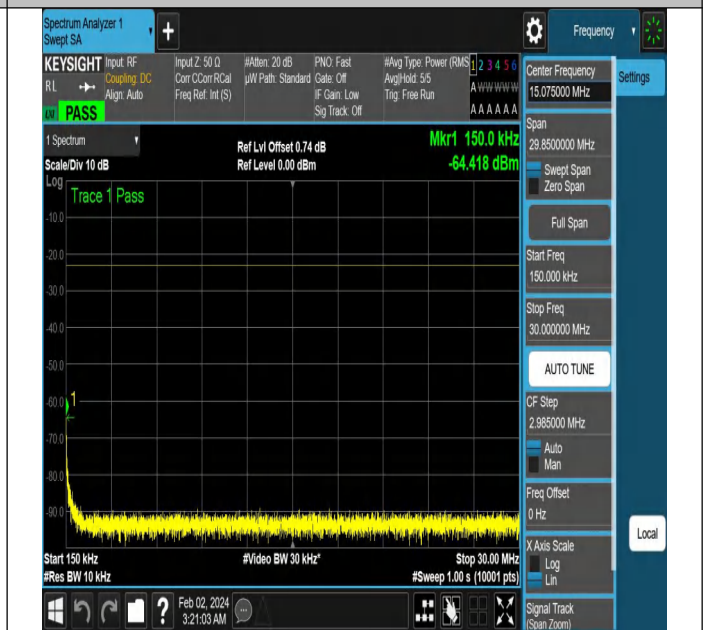 Spectrum Analyzer 1
Swept SA
+
Frequency
KEYSIGHT
RL
PASS
Input: RF
Coupling: DC
Align: Auto
Input Z: 50 Ω
Corr CCorr RCal
Freq Ref: Int (S)
#Atten: 20 dB
µW Path: Standard
PNO: Fast
Gate: Off
IF Gain: Low
Sig Track: Off
#Avg Type: Power (RMS
Avg|Hold: 5/5
Trig: Free Run
1 2 3 4 5 6
A W W W W W
A A A A A A
1 Spectrum
Scale/Div 10 dB
Ref Lvl Offset 0.74 dB
Ref Level 0.00 dBm
Mkr1 150.0 kHz
-64.418 dBm
Log
Trace 1 Pass
-10.0
-20.0
-30.0
-40.0
-50.0
-60.0
-70.0
-80.0
-90.0
1
Start 150 kHz
#Res BW 10 kHz
#Video BW 30 kHz*
Stop 30.00 MHz
#Sweep 1.00 s (10001 pts)
?
Feb 02, 2024
3:21:03 AM
Center Frequency
15.075000 MHz
Settings
Span
29.8500000 MHz
Swept Span
Zero Span
Full Span
Start Freq
150.000 kHz
Stop Freq
30.000000 MHz
AUTO TUNE
CF Step
2.985000 MHz
Auto
Man
Freq Offset
0 Hz
X Axis Scale
Log
Lin
Local
Signal Track
(Span Zoom)